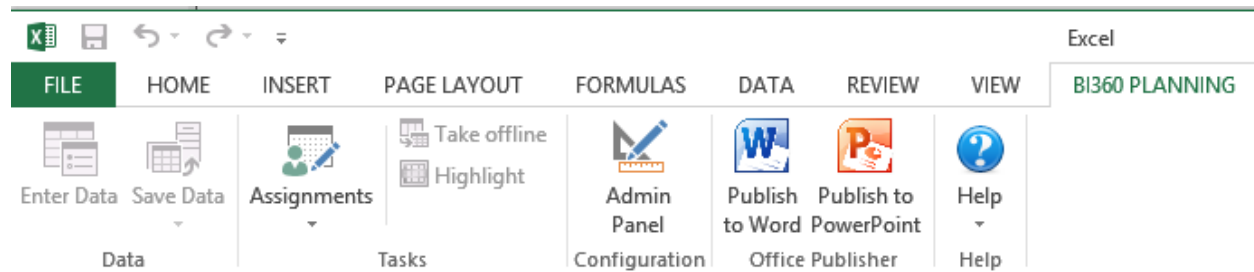 Excel
FILE HOME INSERT PAGE LAYOUT FORMULAS DATA REVIEW VIEW BI360 PLANNING
Enter Data Save Data Assignments Take offline
Highlight
Admin Panel
Publish to Word
Publish to PowerPoint
Help
Data Tasks Configuration Office Publisher Help